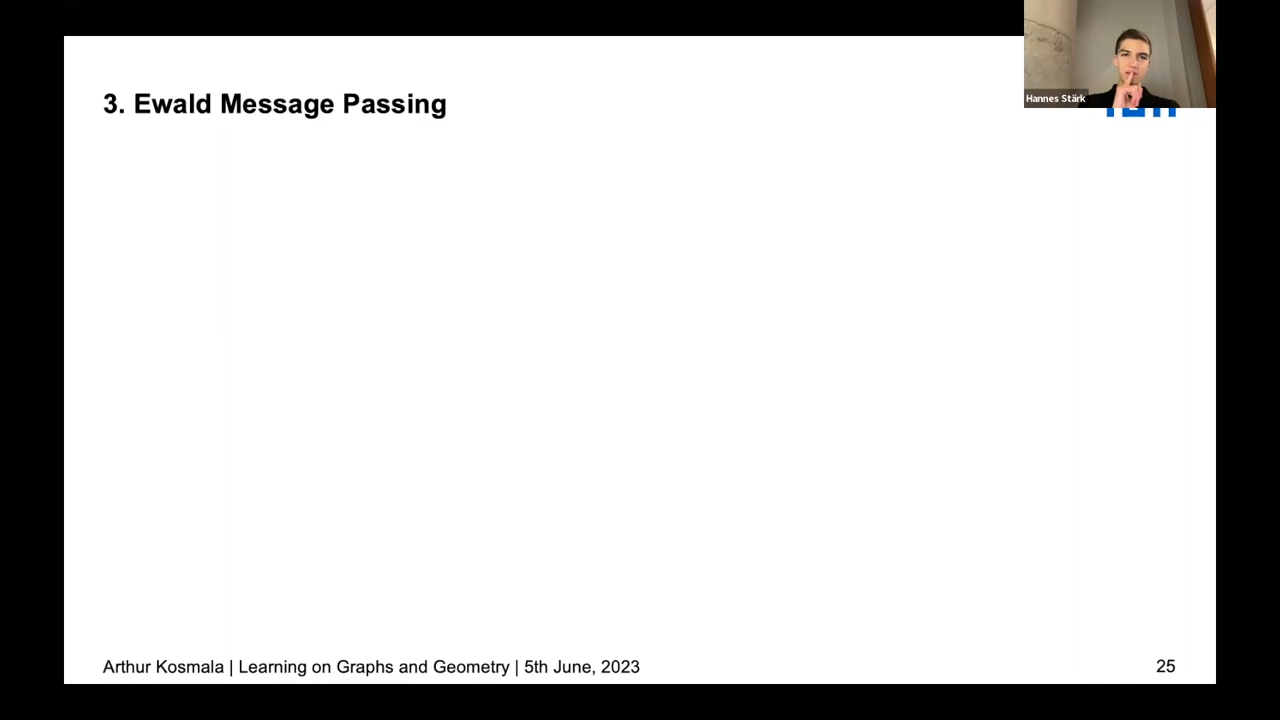 3. Ewald Message Passing
Hannes Stärk
Arthur Kosmala | Learning on Graphs and Geometry | 5th June, 2023
25